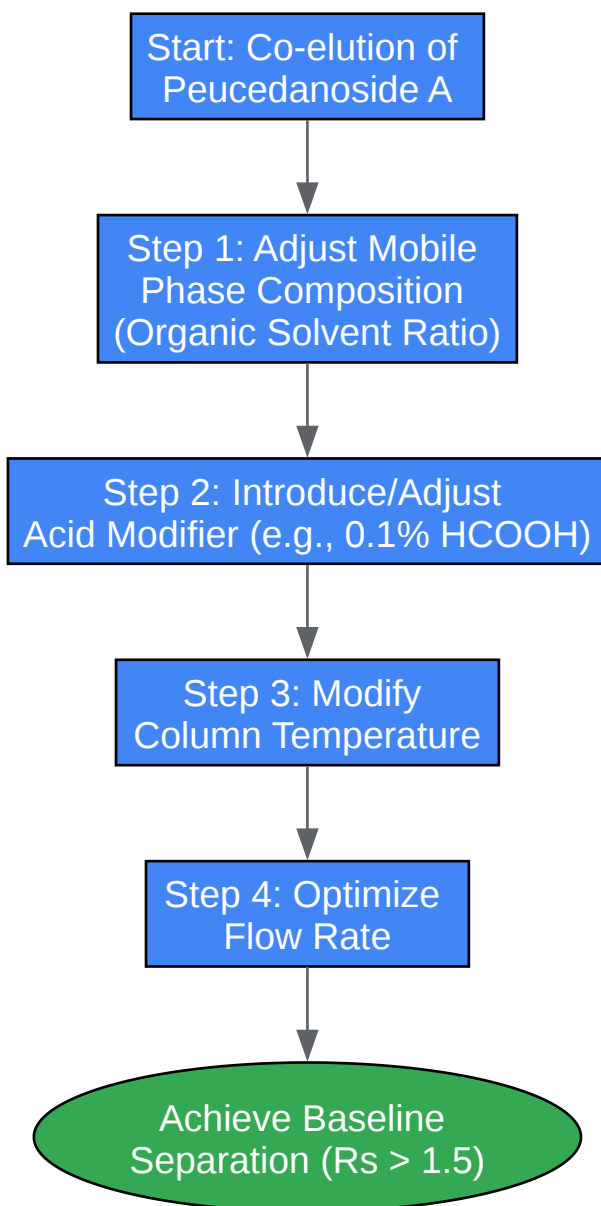 Start: Co-elution of
Peucedanoside A
Step 1: Adjust Mobile
Phase Composition
(Organic Solvent Ratio)
Step 2: Introduce/Adjust
Acid Modifier (e.g., 0.1% HCOOH)
Step 3: Modify
Column Temperature
Step 4: Optimize
Flow Rate
Achieve Baseline
Separation (Rs > 1.5)